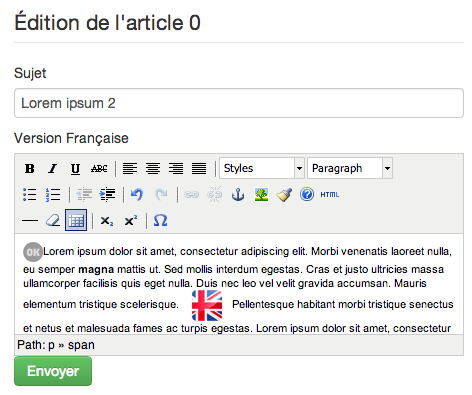 Édition de l'article 0
Sujet
Lorem ipsum 2
Version Française
B I U ABC Styles Paragraph
HTML
x₂ x² Ω
OK Lorem ipsum dolor sit amet, consectetur adipiscing elit. Morbi venenatis laoreet nulla,
eu semper magna mattis ut. Sed mollis interdum egestas. Cras et justo ultricies massa
ullamcorper facilisis quis eget nulla. Duis nec leo vel velit gravida accumsan. Mauris
elementum tristique scelerisque. Pellentesque habitant morbi tristique senectus
et netus et malesuada fames ac turpis egestas. Lorem ipsum dolor sit amet, consectetur
Path: p » span
Envoyer